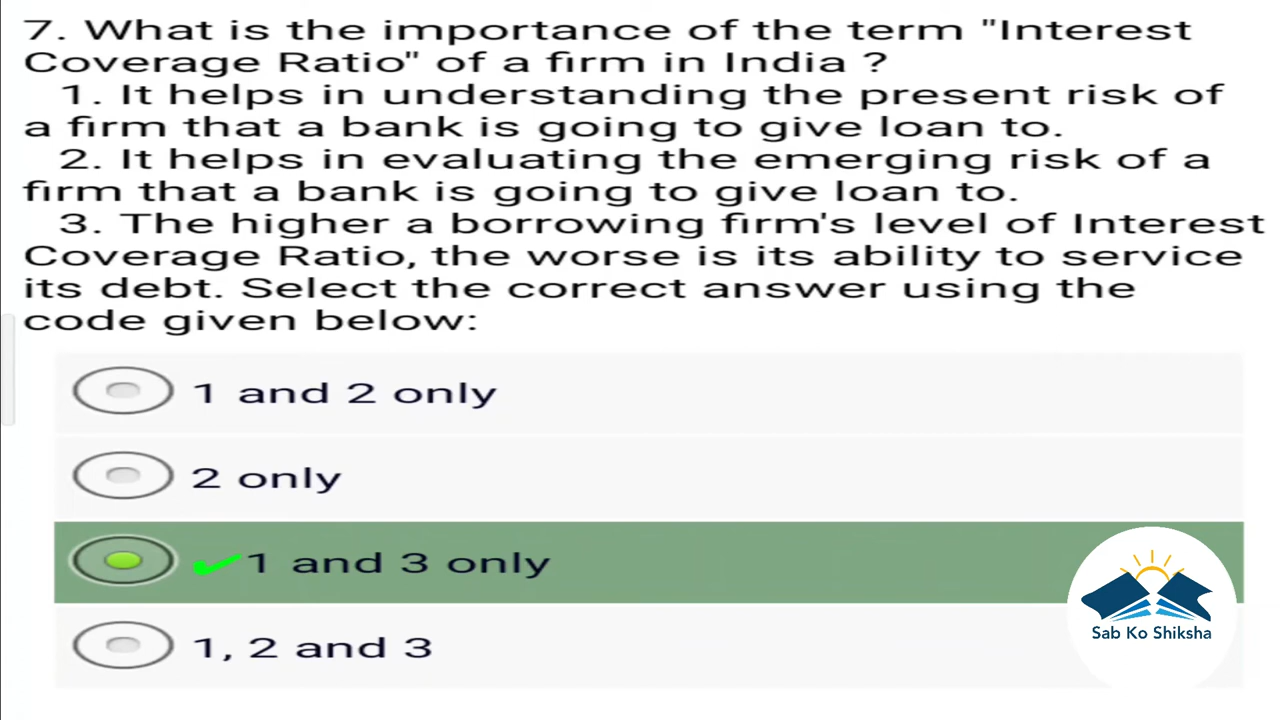 7. What is the importance of the term "Interest
Coverage Ratio" of a firm in India ?
1. It helps in understanding the present risk of
a firm that a bank is going to give loan to.
2. It helps in evaluating the emerging risk of a
firm that a bank is going to give loan to.
3. The higher a borrowing firm's level of Interest
Coverage Ratio, the worse is its ability to service
its debt. Select the correct answer using the
code given below:
1 and 2 only
2 only
1 and 3 only
1, 2 and 3
Sab Ko Shiksha